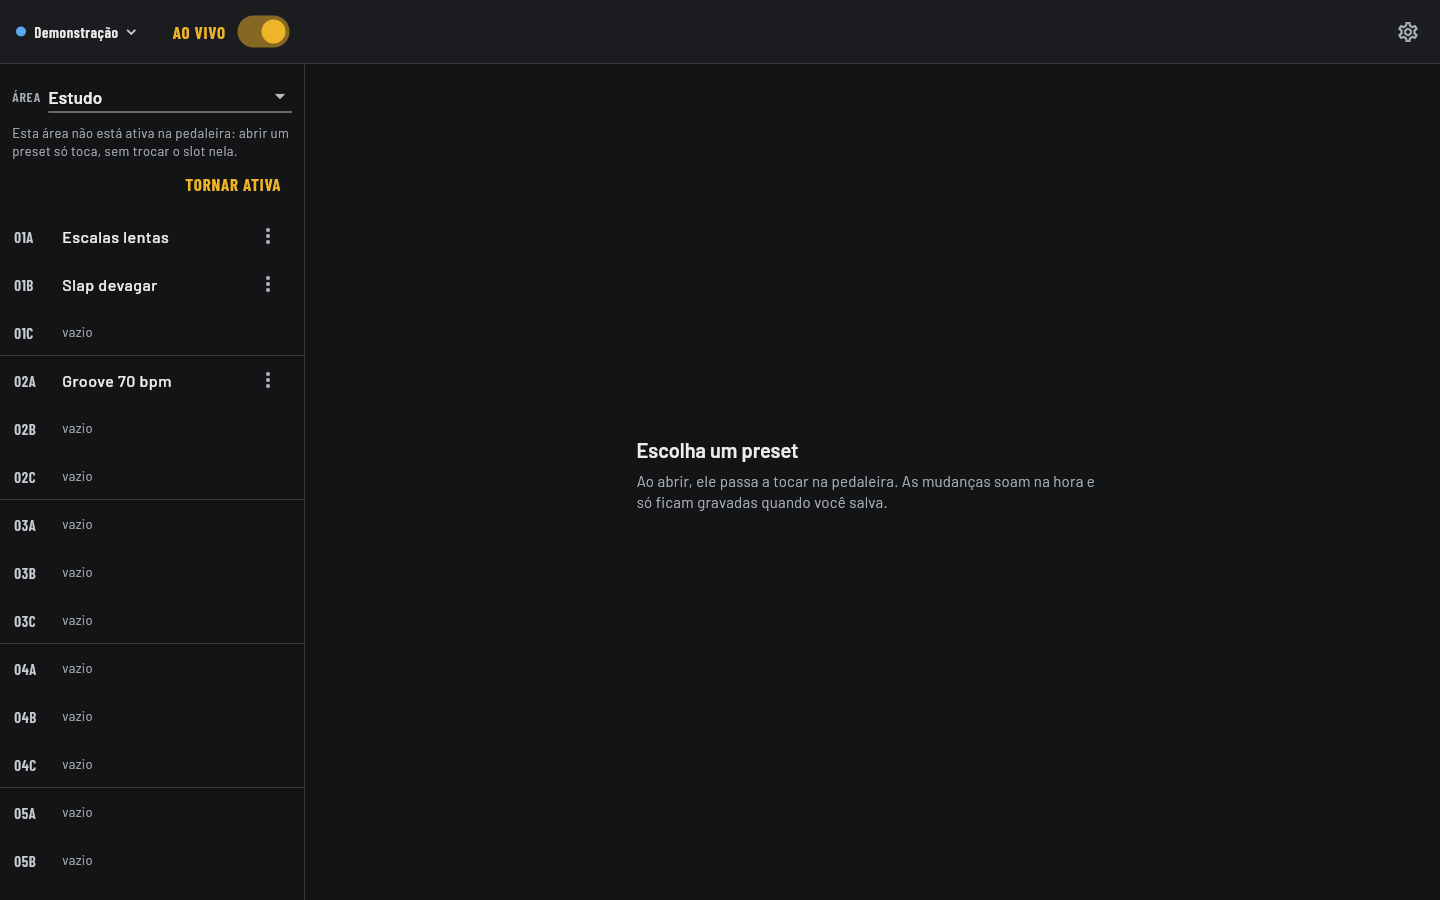 Demonstração
AO VIVO
ÁREA Estudo
Esta área não está ativa na pedaleira: abrir um
preset só toca, sem trocar o slot nela.
TORNAR ATIVA
01A Escalas lentas
01B Slap devagar
01C vazio
02A Groove 70 bpm
02B vazio
02C vazio
03A vazio
03B vazio
03C vazio
04A vazio
04B vazio
04C vazio
05A vazio
05B vazio
Escolha um preset
Ao abrir, ele passa a tocar na pedaleira. As mudanças soam na hora e
só ficam gravadas quando você salva.